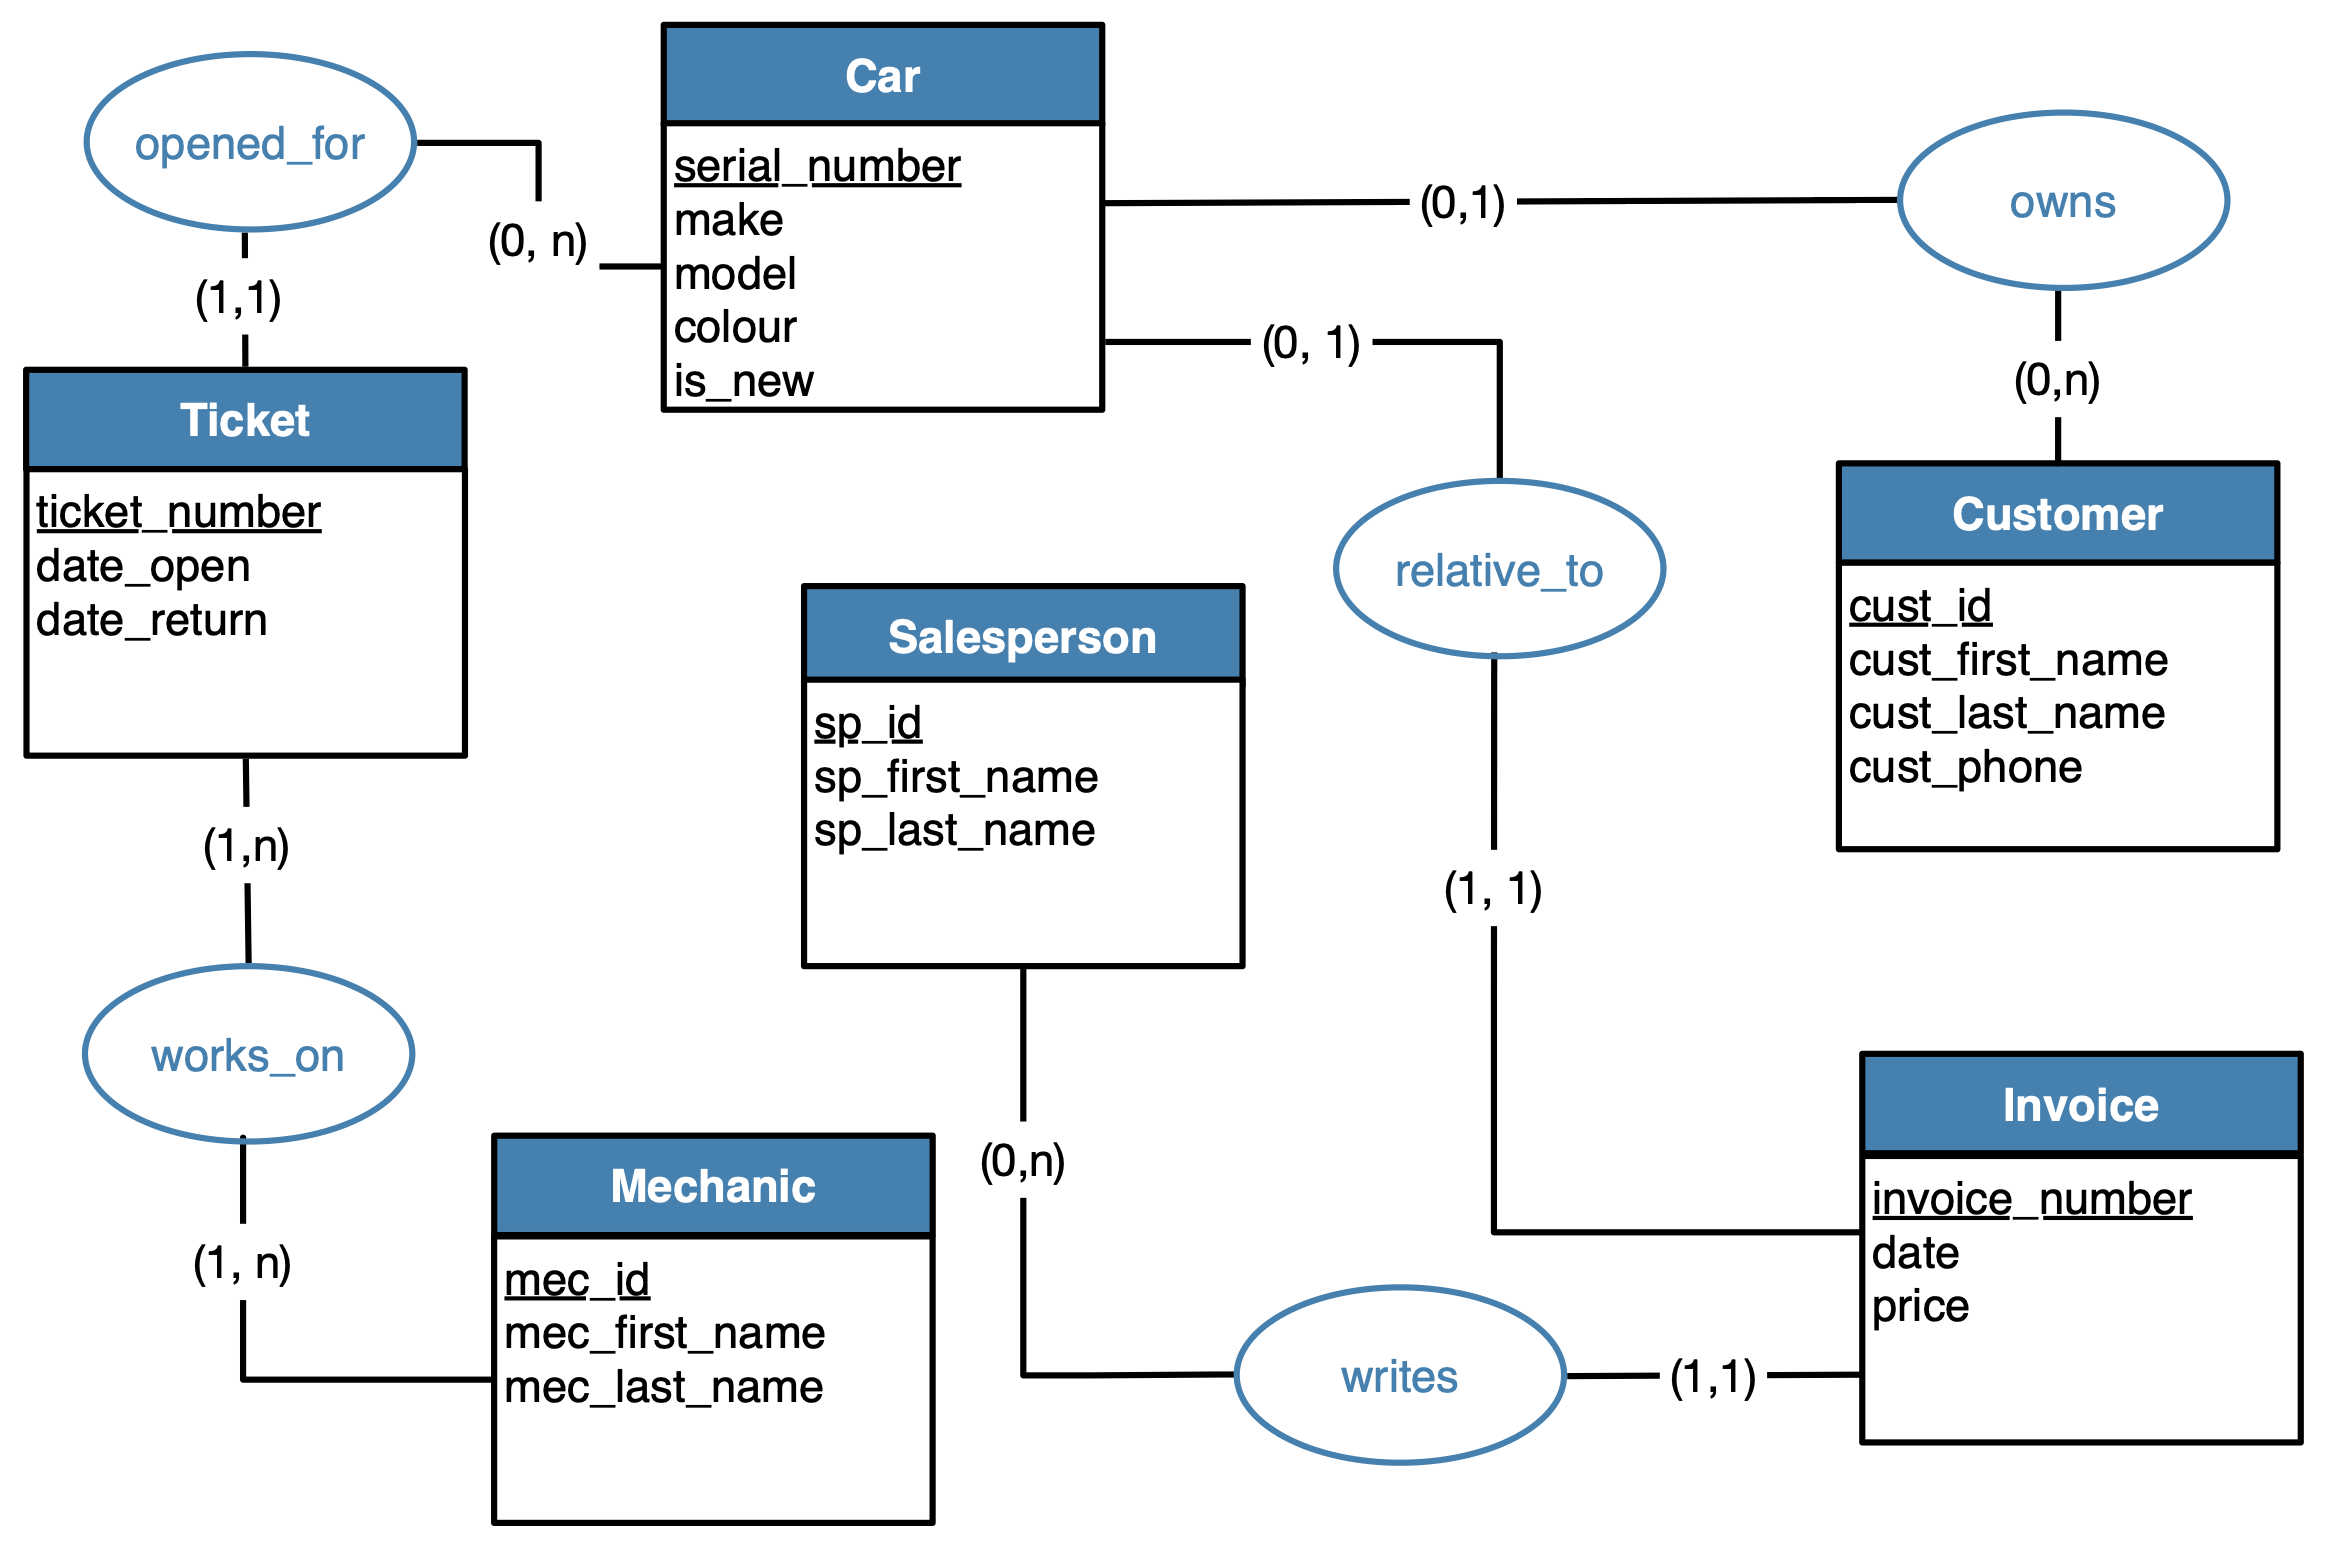 Car
serial_number
make
model
colour
is_new
opened_for
(0, n)
(1,1)
(0,1)
owns
(0, 1)
(0,n)
Ticket
ticket_number
date_open
date_return
relative_to
Customer
cust_id
cust_first_name
cust_last_name
cust_phone
Salesperson
sp_id
sp_first_name
sp_last_name
(1,n)
(1, 1)
works_on
(0,n)
(1, n)
Mechanic
mec_id
mec_first_name
mec_last_name
Invoice
invoice_number
date
price
writes
(1,1)